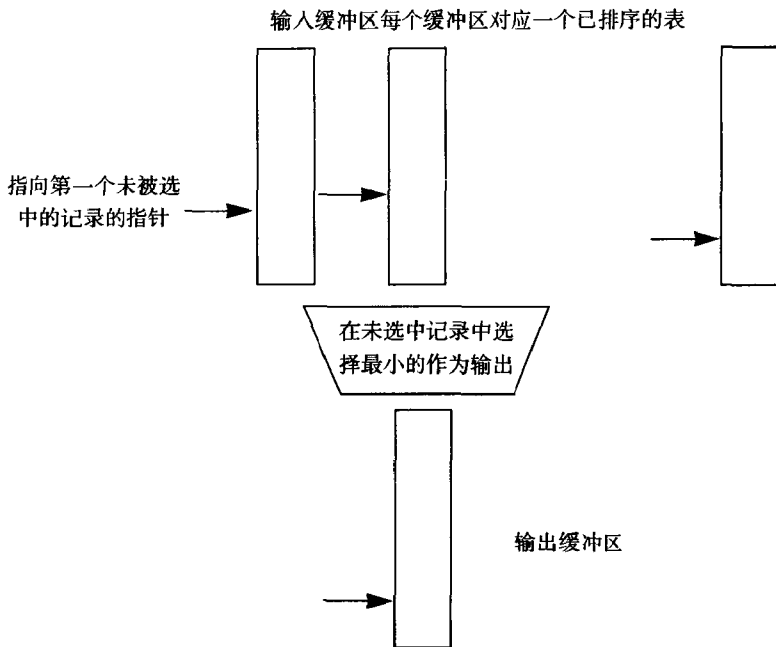 输入缓冲区每个缓冲区对应一个已排序的表
指向第一个未被选
中的记录的指针
在未选中记录中选
择最小的作为输出
输出缓冲区